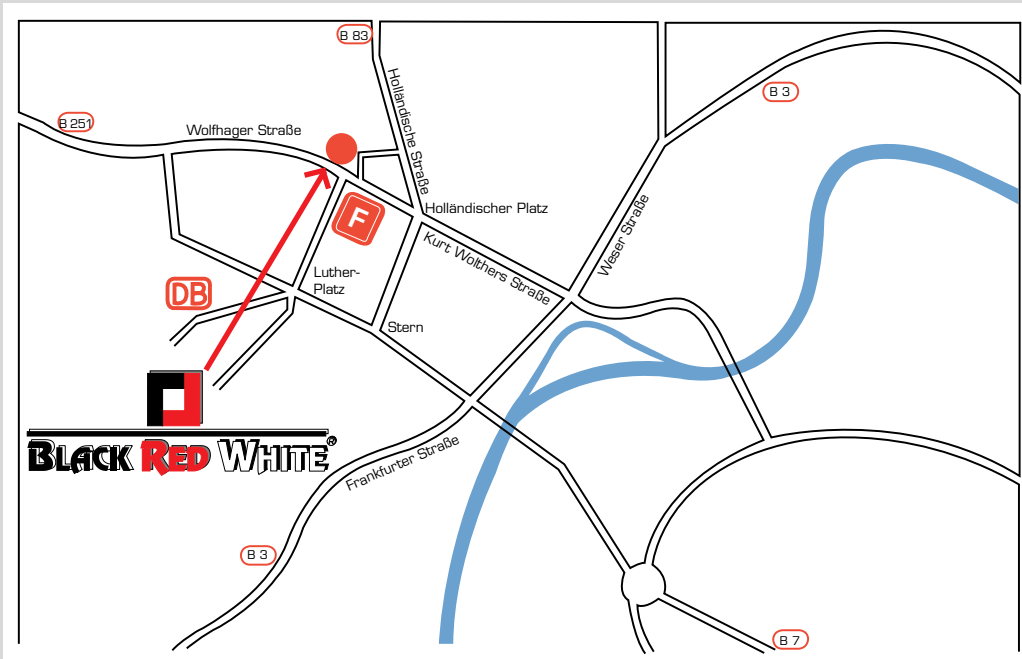 B 83
B 3
B 251
Wolfhager Straße
Holländische Straße
Holländischer Platz
F
Weser Straße
Kurt Wolthers Straße
Luther-
Platz
DB
Stern
BLACK RED WHITE®
Frankfurter Straße
B 3
B 7